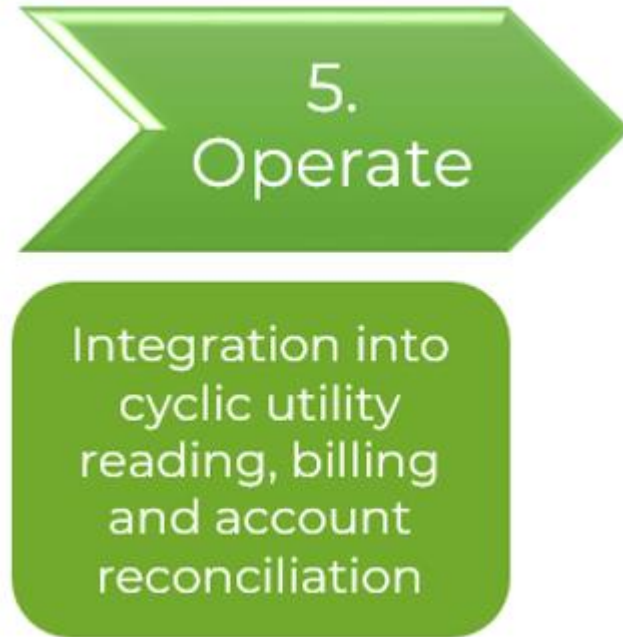 5.
Operate
Integration into
cyclic utility
reading, billing
and account
reconciliation